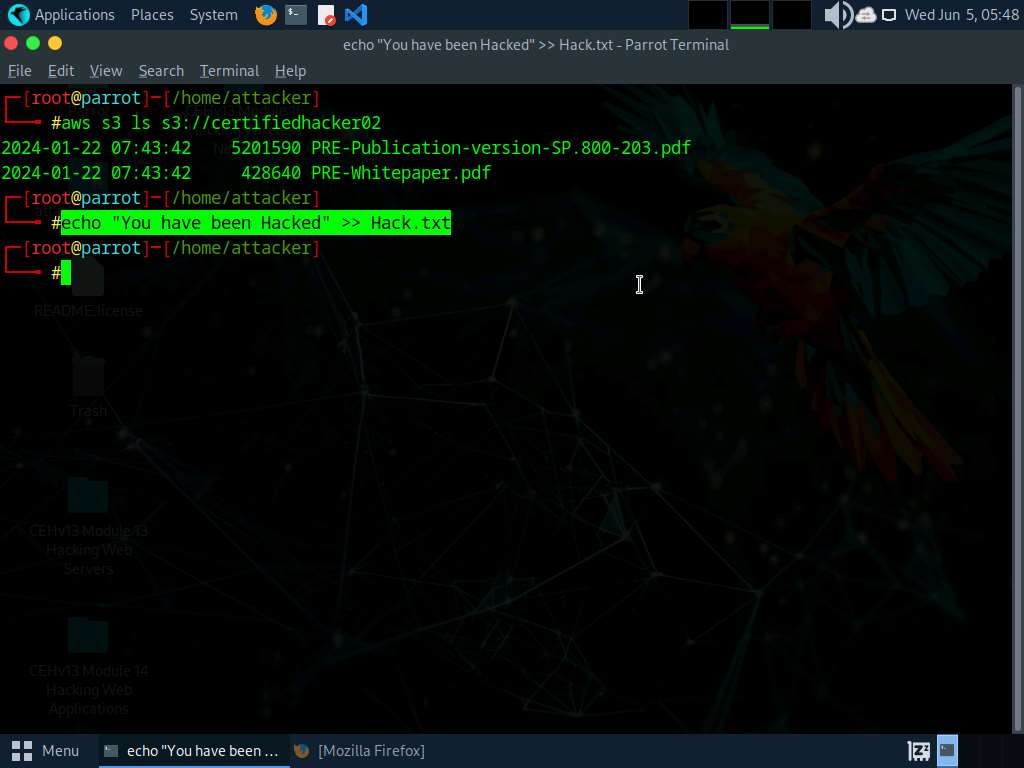 Applications Places System Wed Jun 5, 05:48
echo "You have been Hacked" >> Hack.txt - Parrot Terminal
File Edit View Search Terminal Help
[root@parrot]─[/home/attacker]
#aws s3 ls s3://certifiedhacker02
2024-01-22 07:43:42    5201590 PRE-Publication-version-SP.800-203.pdf
2024-01-22 07:43:42     428640 PRE-Whitepaper.pdf
[root@parrot]─[/home/attacker]
#echo "You have been Hacked" >> Hack.txt
[root@parrot]─[/home/attacker]
#
README.license
Trash
CEHv13 Module 13
Hacking Web
Servers
CEHv13 Module 14
Hacking Web
Applications
Menu echo "You have been ... [Mozilla Firefox]